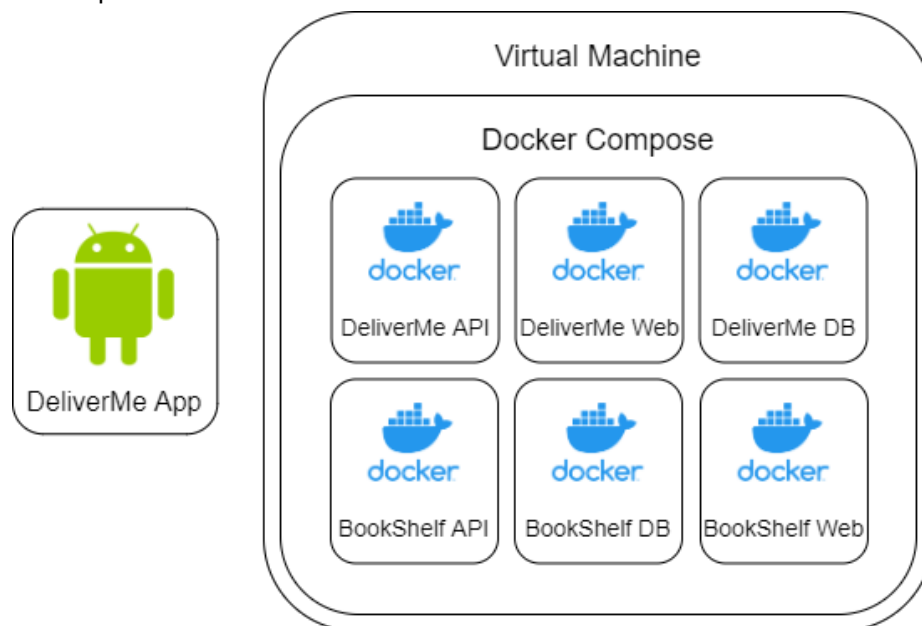 Virtual Machine
Docker Compose
docker
docker
docker
DeliverMe API
DeliverMe Web
DeliverMe DB
DeliverMe App
docker
docker
docker
BookShelf API
BookShelf DB
BookShelf Web